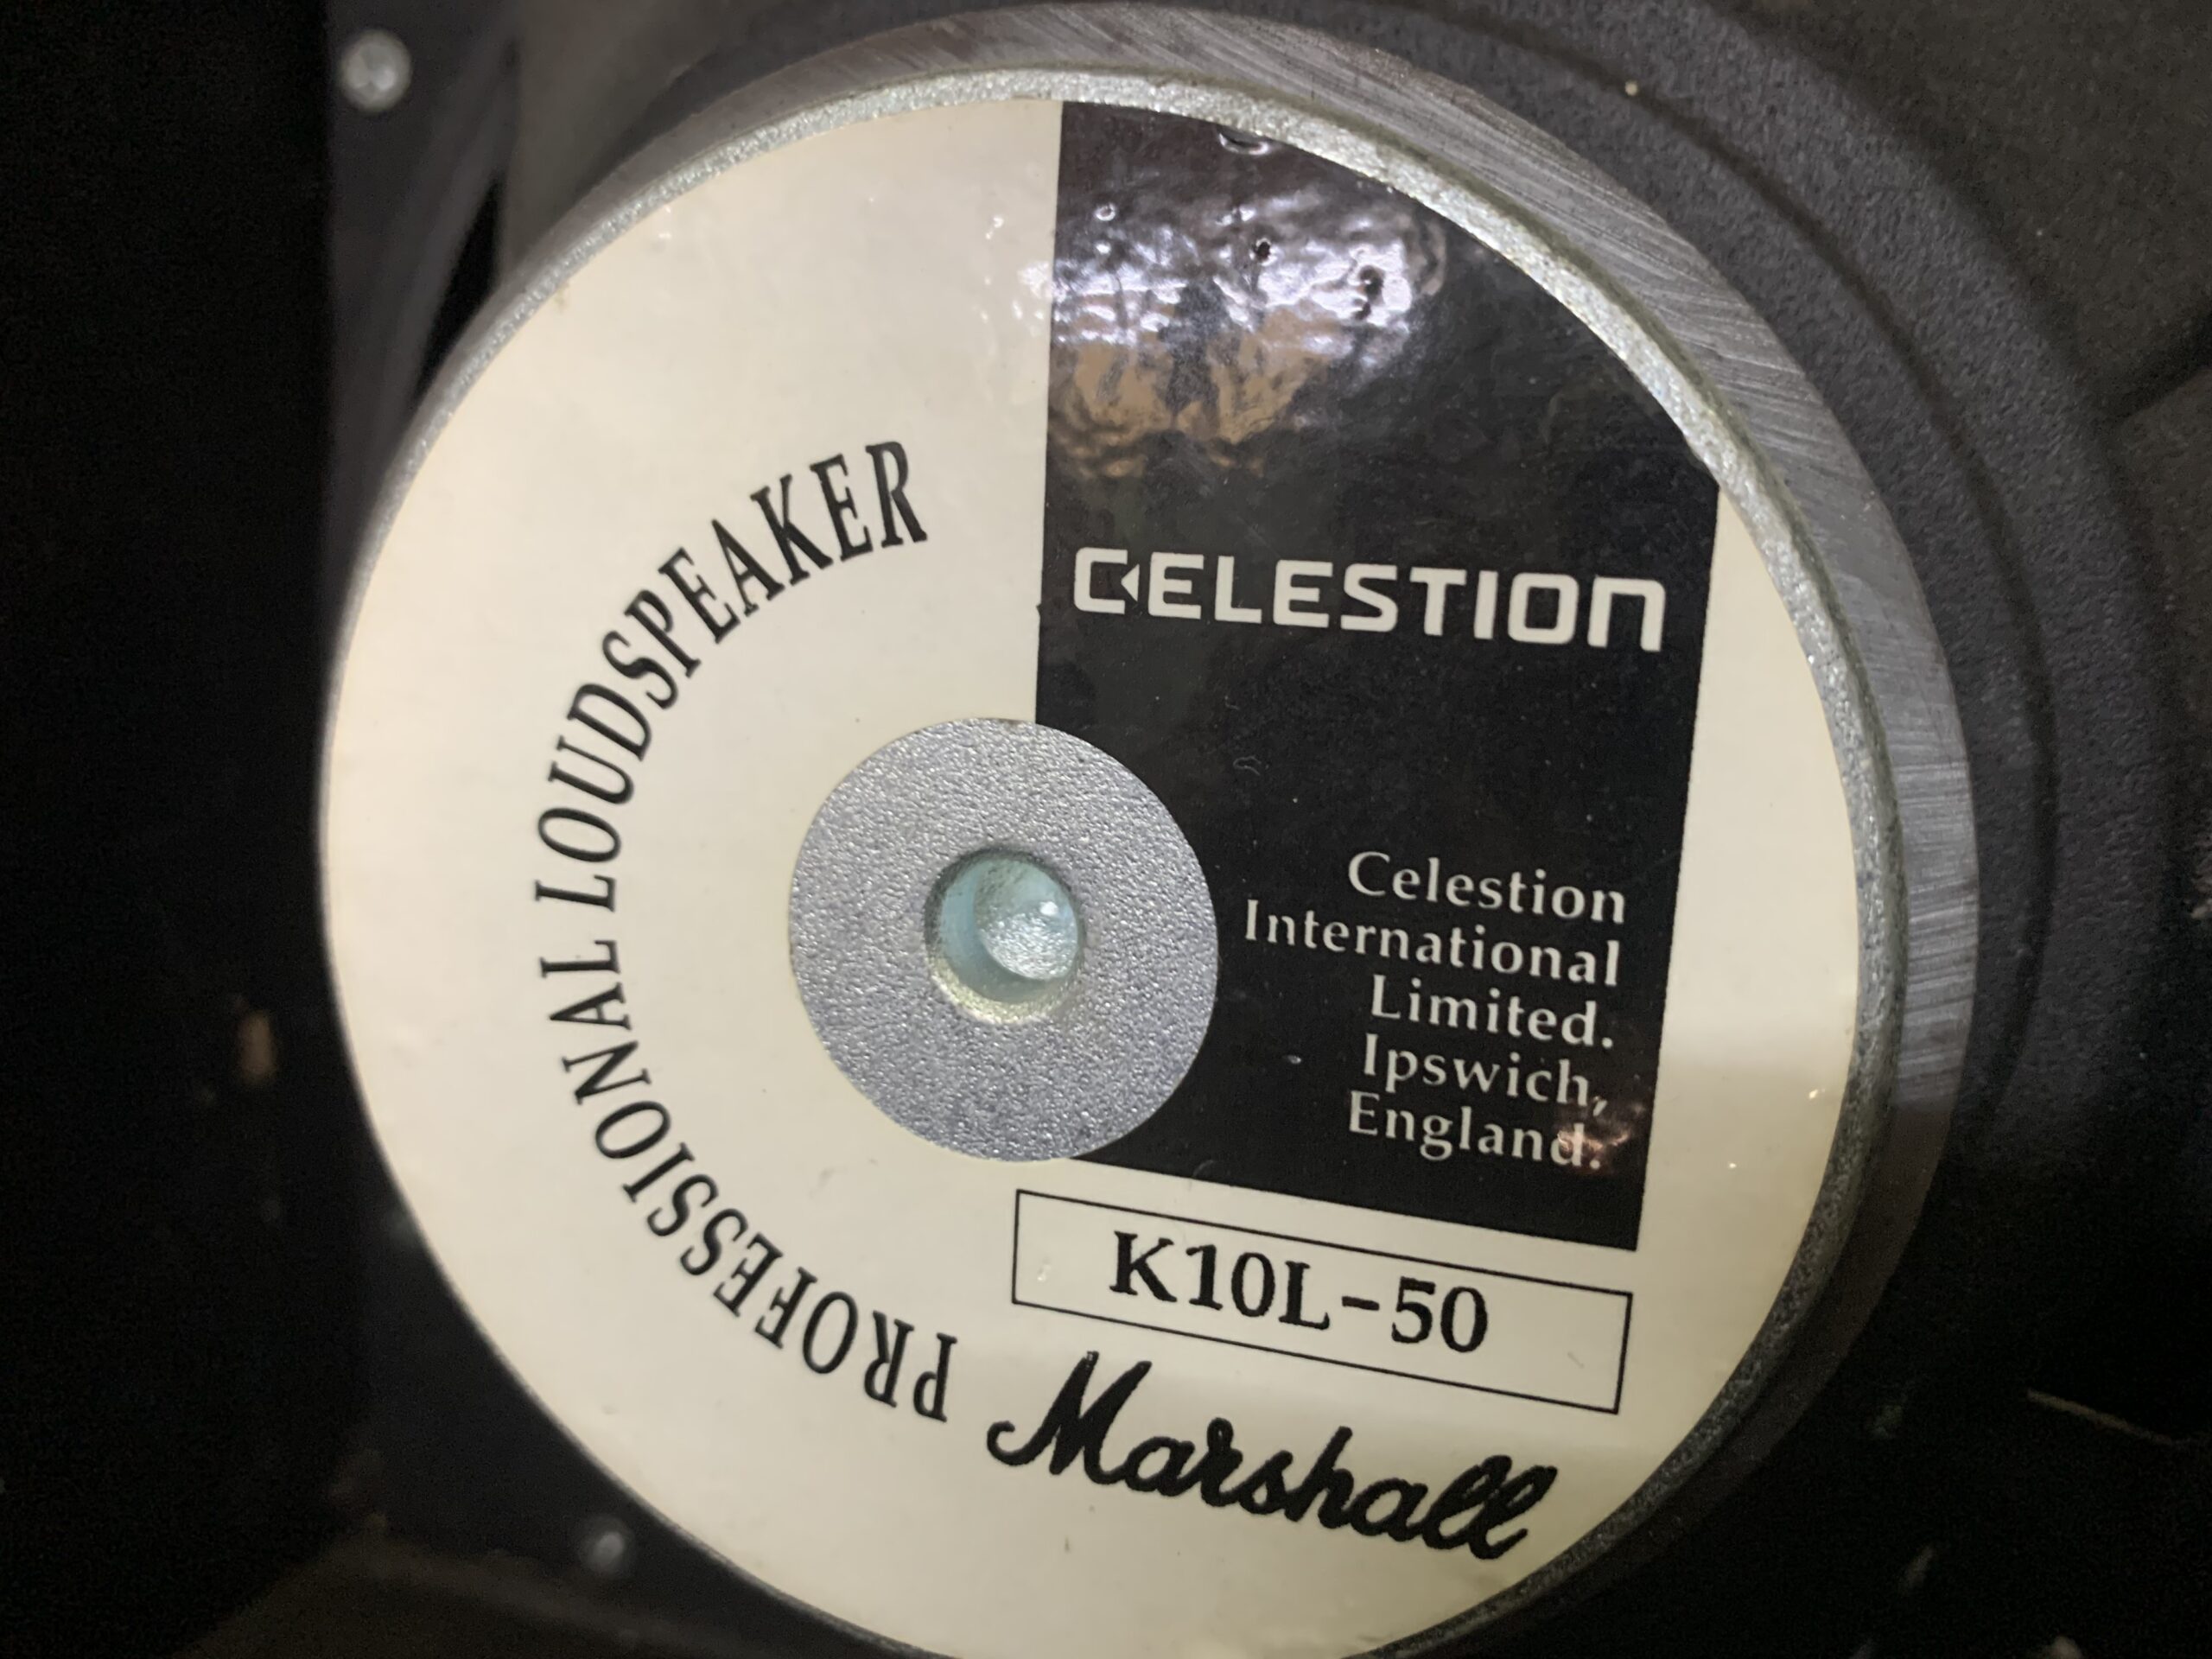 PROFESSIONAL LOUDSPEAKER
CELESTION
Celestion
International
Limited.
Ipswich,
England.
K10L-50
Marshall